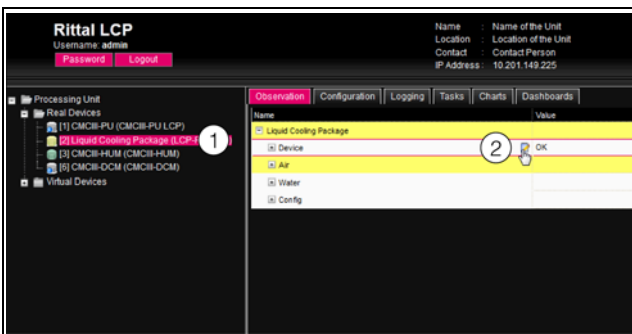 Rittal LCP
Username: admin
Password Logout
Name : Name of the Unit
Location : Location of the Unit
Contact : Contact Person
IP Address : 10.201.149.225
Processing Unit
Real Devices
[1] CMCIII-PU (CMCIII-PU LCP)
[2] Liquid Cooling Package (LCP-
1
[3] CMCIII-HUM (CMCIII-HUM)
[6] CMCIII-DCM (CMCIII-DCM)
Virtual Devices
Observation Configuration Logging Tasks Charts Dashboards
Name Value
Liquid Cooling Package
Device 2 OK
Air
Water
Config